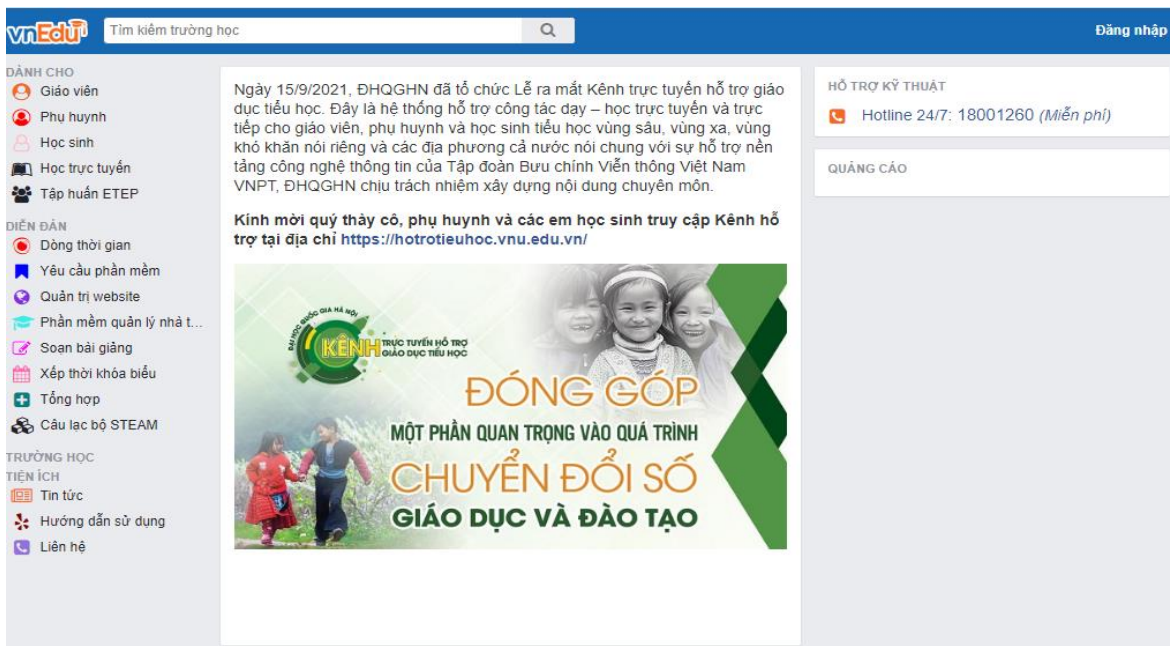 vnEdu
Tìm kiếm trường học
Đăng nhập
DÀNH CHO
Giáo viên
Phụ huynh
Học sinh
Học trực tuyến
Tập huấn ETEP
DIỄN ĐÀN
Dòng thời gian
Yêu cầu phần mềm
Quản trị website
Phần mềm quản lý nhà t...
Soạn bài giảng
Xếp thời khóa biểu
Tổng hợp
Câu lạc bộ STEAM
TRƯỜNG HỌC
TIỆN ÍCH
Tin tức
Hướng dẫn sử dụng
Liên hệ
Ngày 15/9/2021, ĐHQGHN đã tổ chức Lễ ra mắt Kênh trực tuyến hỗ trợ giáo
dục tiểu học. Đây là hệ thống hỗ trợ công tác dạy – học trực tuyến và trực
tiếp cho giáo viên, phụ huynh và học sinh tiểu học vùng sâu, vùng xa, vùng
khó khăn nói riêng và các địa phương cả nước nói chung với sự hỗ trợ nền
tảng công nghệ thông tin của Tập đoàn Bưu chính Viễn thông Việt Nam
VNPT, ĐHQGHN chịu trách nhiệm xây dựng nội dung chuyên môn.
Kính mời quý thày cô, phụ huynh và các em học sinh truy cập Kênh hỗ
trợ tại địa chỉ https://hotrotieuhoc.vnu.edu.vn/
ĐẠI HỌC QUỐC GIA HÀ NỘI
KÊNH TRỰC TUYẾN HỖ TRỢ
GIÁO DỤC TIỂU HỌC
ĐÓNG GÓP
MỘT PHẦN QUAN TRỌNG VÀO QUÁ TRÌNH
CHUYỂN ĐỔI SỐ
GIÁO DỤC VÀ ĐÀO TẠO
HỖ TRỢ KỸ THUẬT
Hotline 24/7: 18001260 (Miễn phí)
QUẢNG CÁO